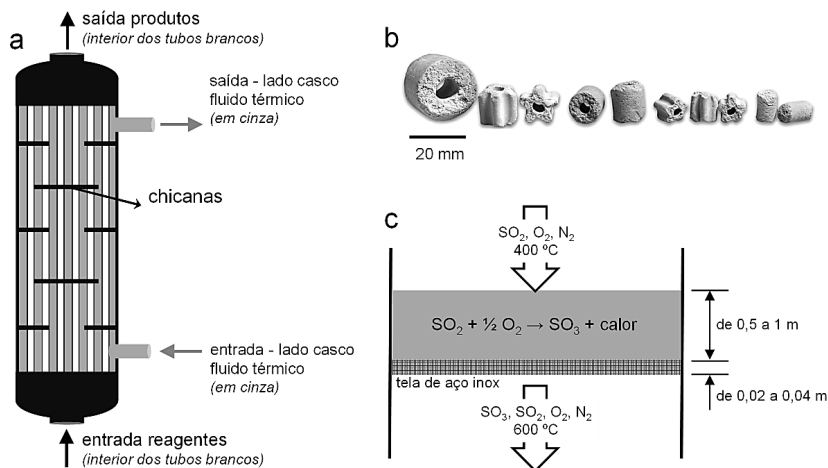 a
saída produtos
(interior dos tubos brancos)
saída - lado casco
fluido térmico
(em cinza)
chicanas
entrada - lado casco
fluido térmico
(em cinza)
entrada reagentes
(interior dos tubos brancos)
b
20 mm
c
SO₂, O₂, N₂
400 ºC
SO₂ + ½ O₂ → SO₃ + calor
de 0,5 a 1 m
tela de aço inox
de 0,02 a 0,04 m
SO₃, SO₂, O₂, N₂
600 ºC